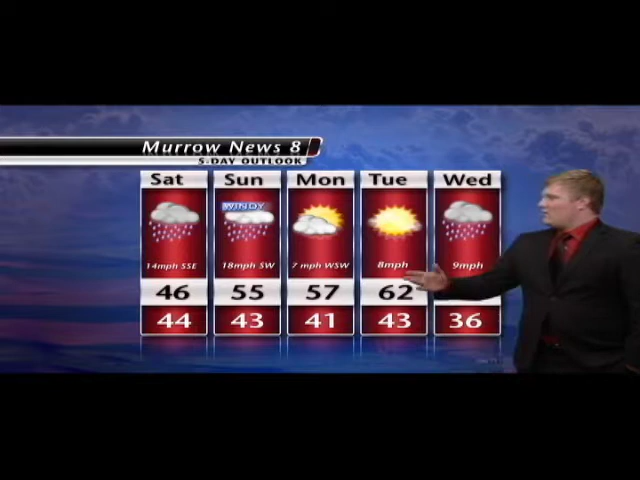 Murrow News 8
5-DAY OUTLOOK
Sat Sun Mon Tue Wed
WINDY
14mph SSE 18mph SW 7 mph WSW 8mph 9mph
46 55 57 62
44 43 41 43 36